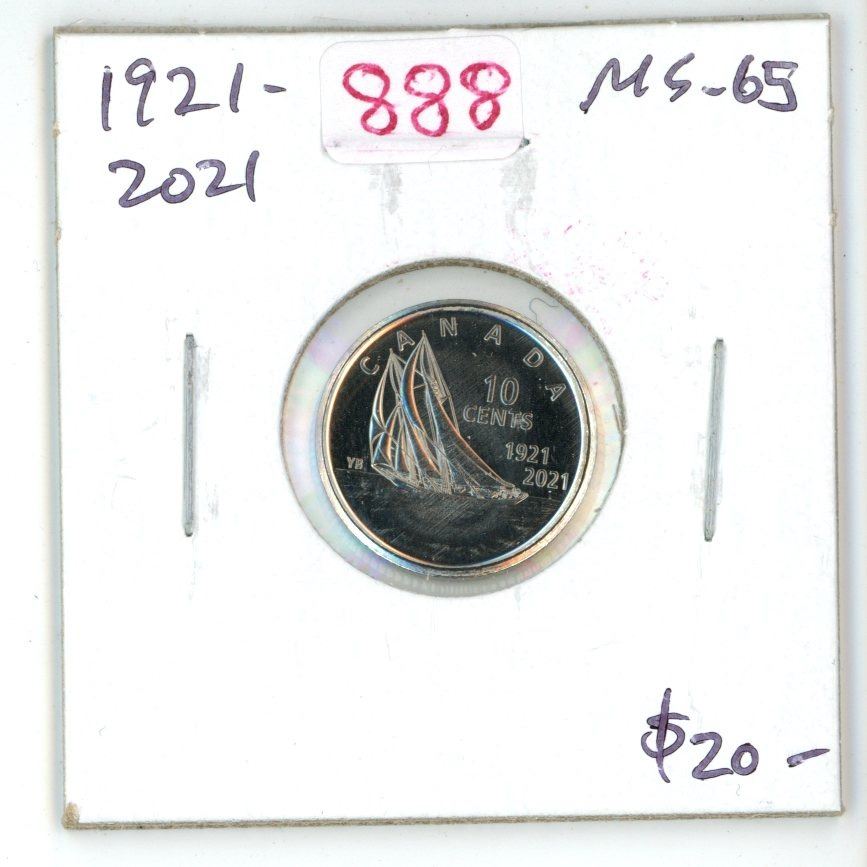 1921-
2021
888
MS-65
CANADA
10
CENTS
1921
2021
YB
$20-